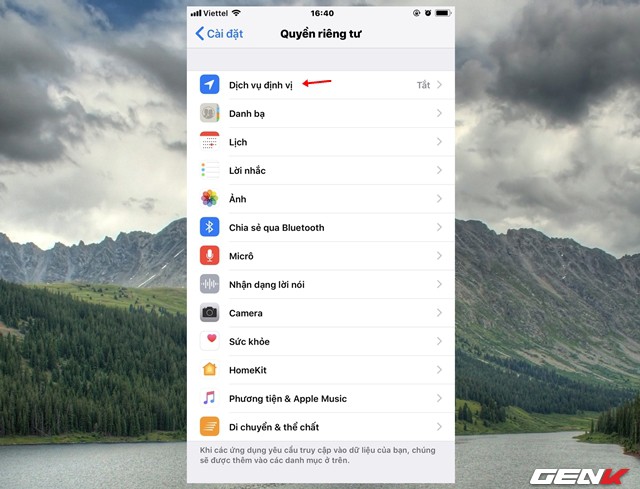 Viettel 16:40
Cài đặt Quyền riêng tư
Dịch vụ định vị Tắt
Danh bạ
Lịch
Lời nhắc
Ảnh
Chia sẻ qua Bluetooth
Micrô
Nhận dạng lời nói
Camera
Sức khỏe
HomeKit
Phương tiện & Apple Music
Di chuyển & thể chất
Khi các ứng dụng yêu cầu truy cập vào dữ liệu của bạn, chúng
sẽ được thêm vào các danh mục ở trên.
GENK